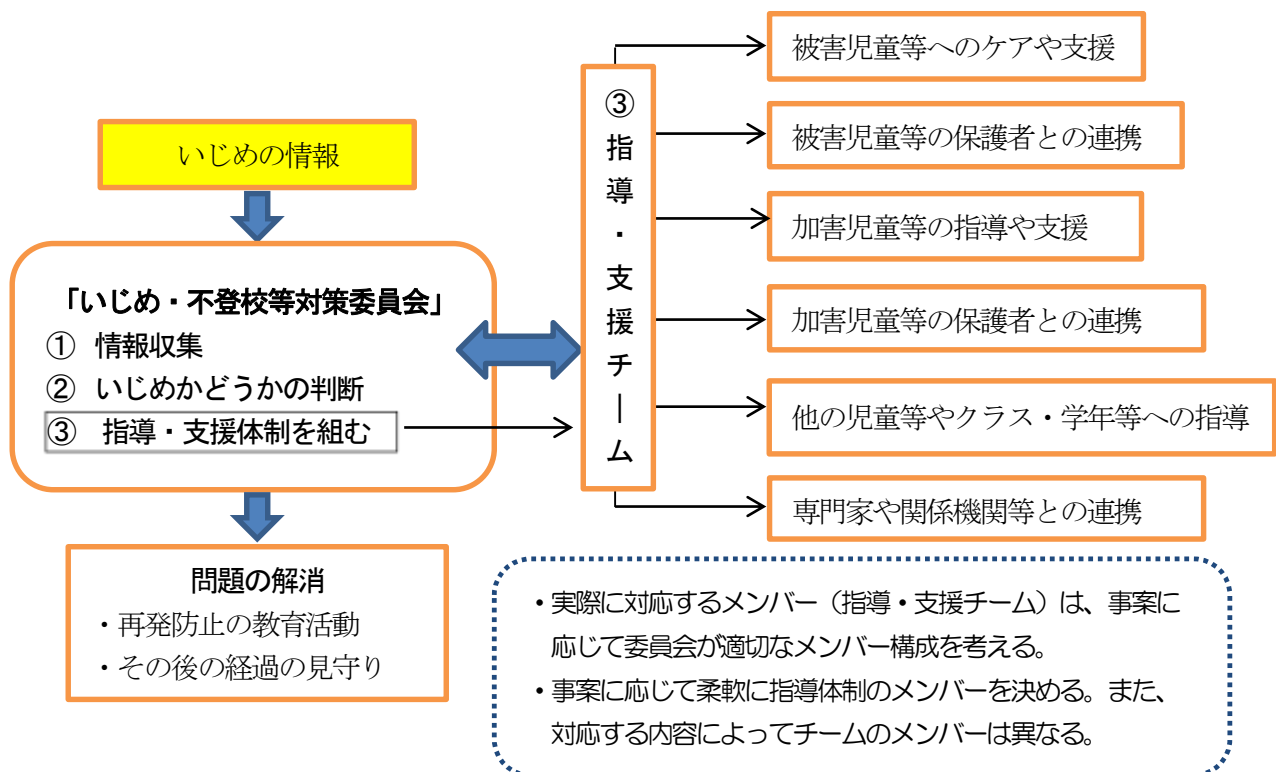 いじめの情報
「いじめ・不登校等対策委員会」
① 情報収集
② いじめかどうかの判断
③ 指導・支援体制を組む
問題の解消
・再発防止の教育活動
・その後の経過の見守り
③指導・支援チーム
被害児童等へのケアや支援
被害児童等の保護者との連携
加害児童等の指導や支援
加害児童等の保護者との連携
他の児童等やクラス・学年等への指導
専門家や関係機関等との連携
・実際に対応するメンバー（指導・支援チーム）は、事案に
応じて委員会が適切なメンバー構成を考える。
・事案に応じて柔軟に指導体制のメンバーを決める。また、
対応する内容によってチームのメンバーは異なる。